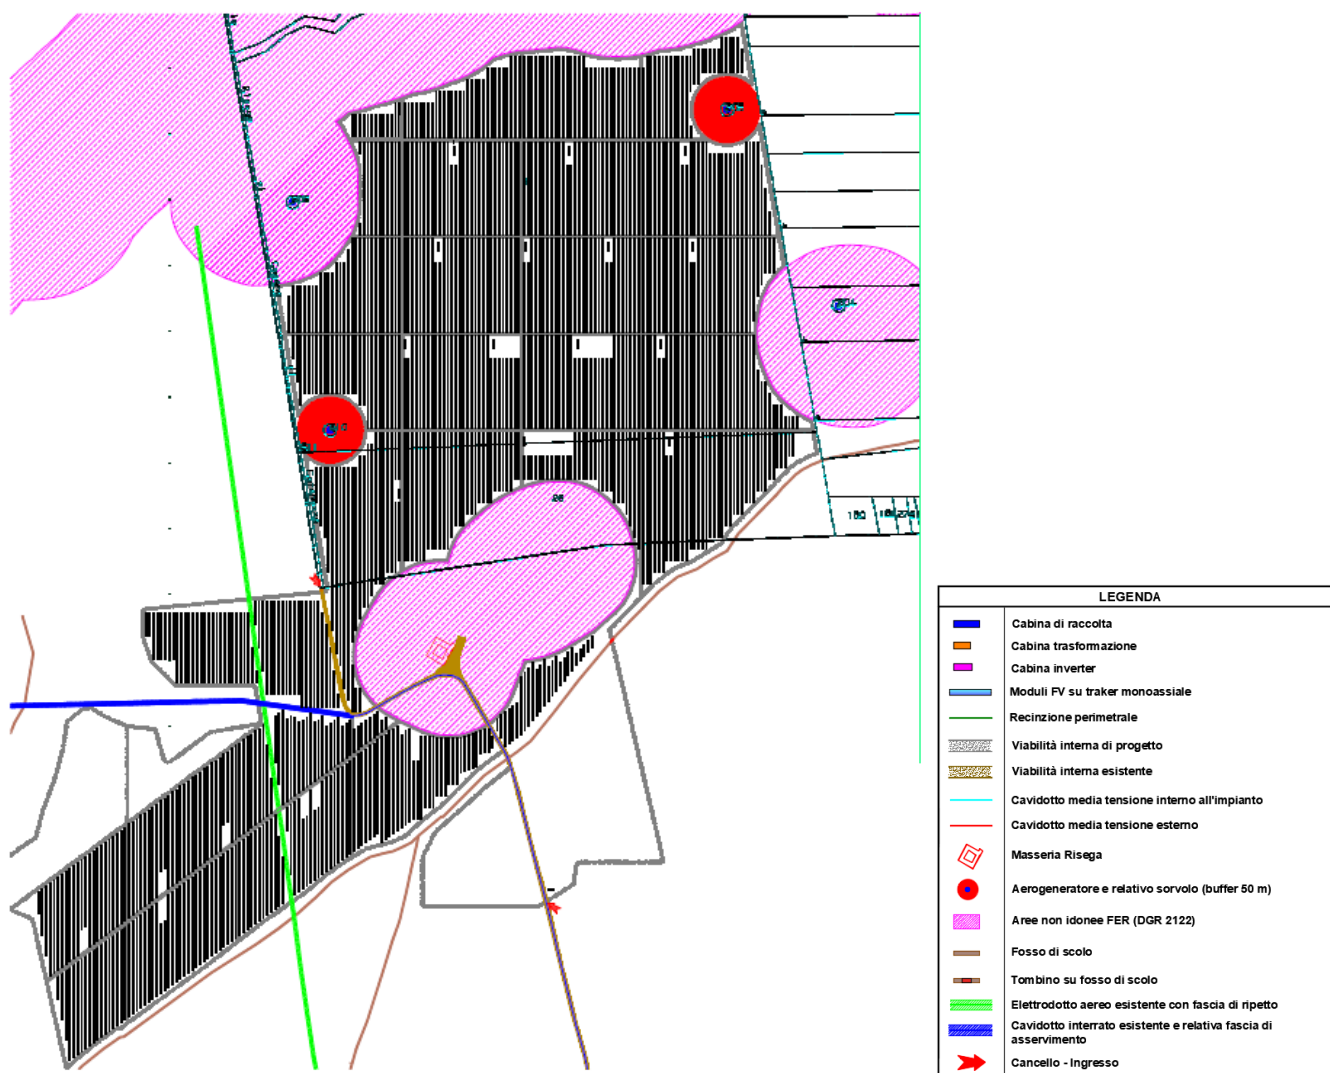 26
180
LEGENDA
Cabina di raccolta
Cabina trasformazione
Cabina inverter
Moduli FV su traker monoassiale
Recinzione perimetrale
Viabilità interna di progetto
Viabilità interna esistente
Cavidotto media tensione interno all'impianto
Cavidotto media tensione esterno
Masseria Risega
Aerogeneratore e relativo sorvolo (buffer 50 m)
Aree non idonee FER (DGR 2122)
Fosso di scolo
Tombino su fosso di scolo
Elettrodotto aereo esistente con fascia di ripetto
Cavidotto interrato esistente e relativa fascia di
asservimento
Cancello - Ingresso